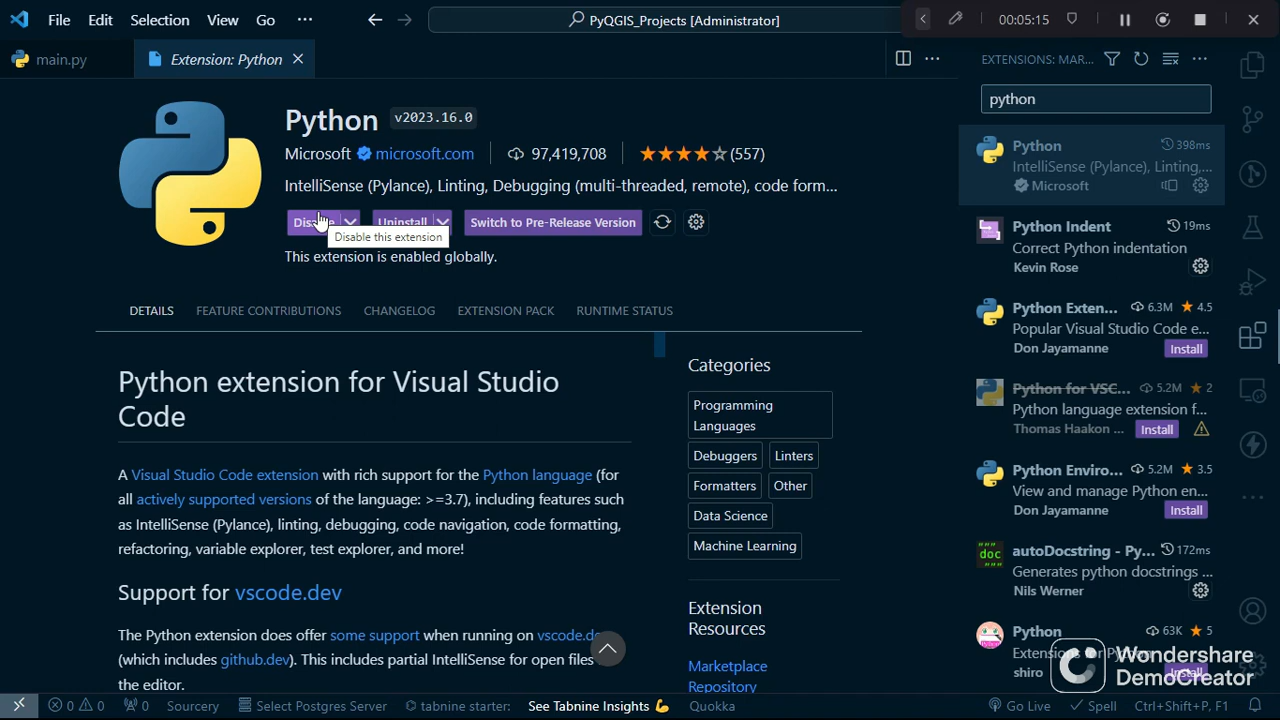 File Edit Selection View Go ···
PyQGIS_Projects [Administrator]
00:05:15
main.py
Extension: Python
EXTENSIONS: MAR...
python
Python v2023.16.0
Microsoft microsoft.com 97,419,708 (557)
IntelliSense (Pylance), Linting, Debugging (multi-threaded, remote), code form...
Uninstall Switch to Pre-Release Version
Disable this extension
This extension is enabled globally.
DETAILS FEATURE CONTRIBUTIONS CHANGELOG EXTENSION PACK RUNTIME STATUS
Python extension for Visual Studio
Code
A Visual Studio Code extension with rich support for the Python language (for
all actively supported versions of the language: >=3.7), including features such
as IntelliSense (Pylance), linting, debugging, code navigation, code formatting,
refactoring, variable explorer, test explorer, and more!
Support for vscode.dev
The Python extension does offer some support when running on vscode.de
(which includes github.dev). This includes partial IntelliSense for open files
the editor.
Categories
Programming
Languages
Debuggers Linters
Formatters Other
Data Science
Machine Learning
Extension
Resources
Marketplace
Repository
Python 398ms
IntelliSense (Pylance), Linting,...
Microsoft
Python Indent 19ms
Correct Python indentation
Kevin Rose
Python Exten... 6.3M 4.5
Popular Visual Studio Code e...
Don Jayamanne Install
Python for VSC... 5.2M 2
Python language extension f...
Thomas Haakon ... Install
Python Enviro... 5.2M 3.5
View and manage Python en...
Don Jayamanne Install
autoDocstring - Py... 172ms
Generates python docstrings ...
Nils Werner
Python 63K 5
Extensions for Python
shiro Install
Wondershare
DemoCreator
0 0 0 Sourcery Select Postgres Server tabnine starter: See Tabnine Insights Quokka Go Live Spell Ctrl+Shift+P, F1